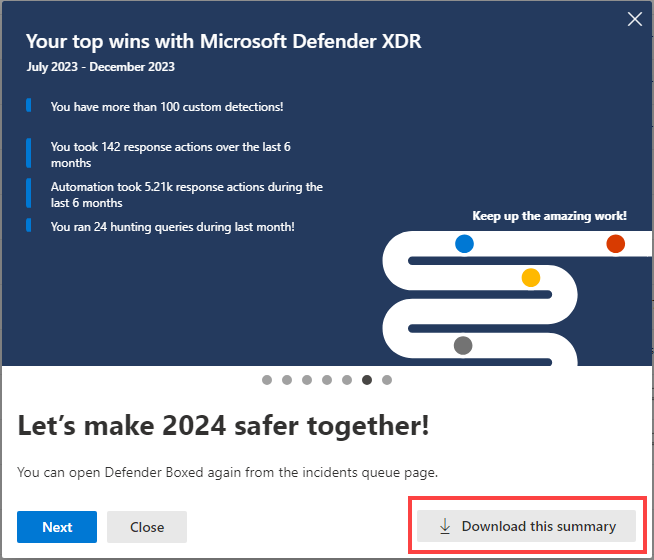 Your top wins with Microsoft Defender XDR
July 2023 - December 2023
You have more than 100 custom detections!
You took 142 response actions over the last 6
months
Automation took 5.21k response actions during the
last 6 months
You ran 24 hunting queries during last month!
Keep up the amazing work!
Let’s make 2024 safer together!
You can open Defender Boxed again from the incidents queue page.
Next
Close
Download this summary